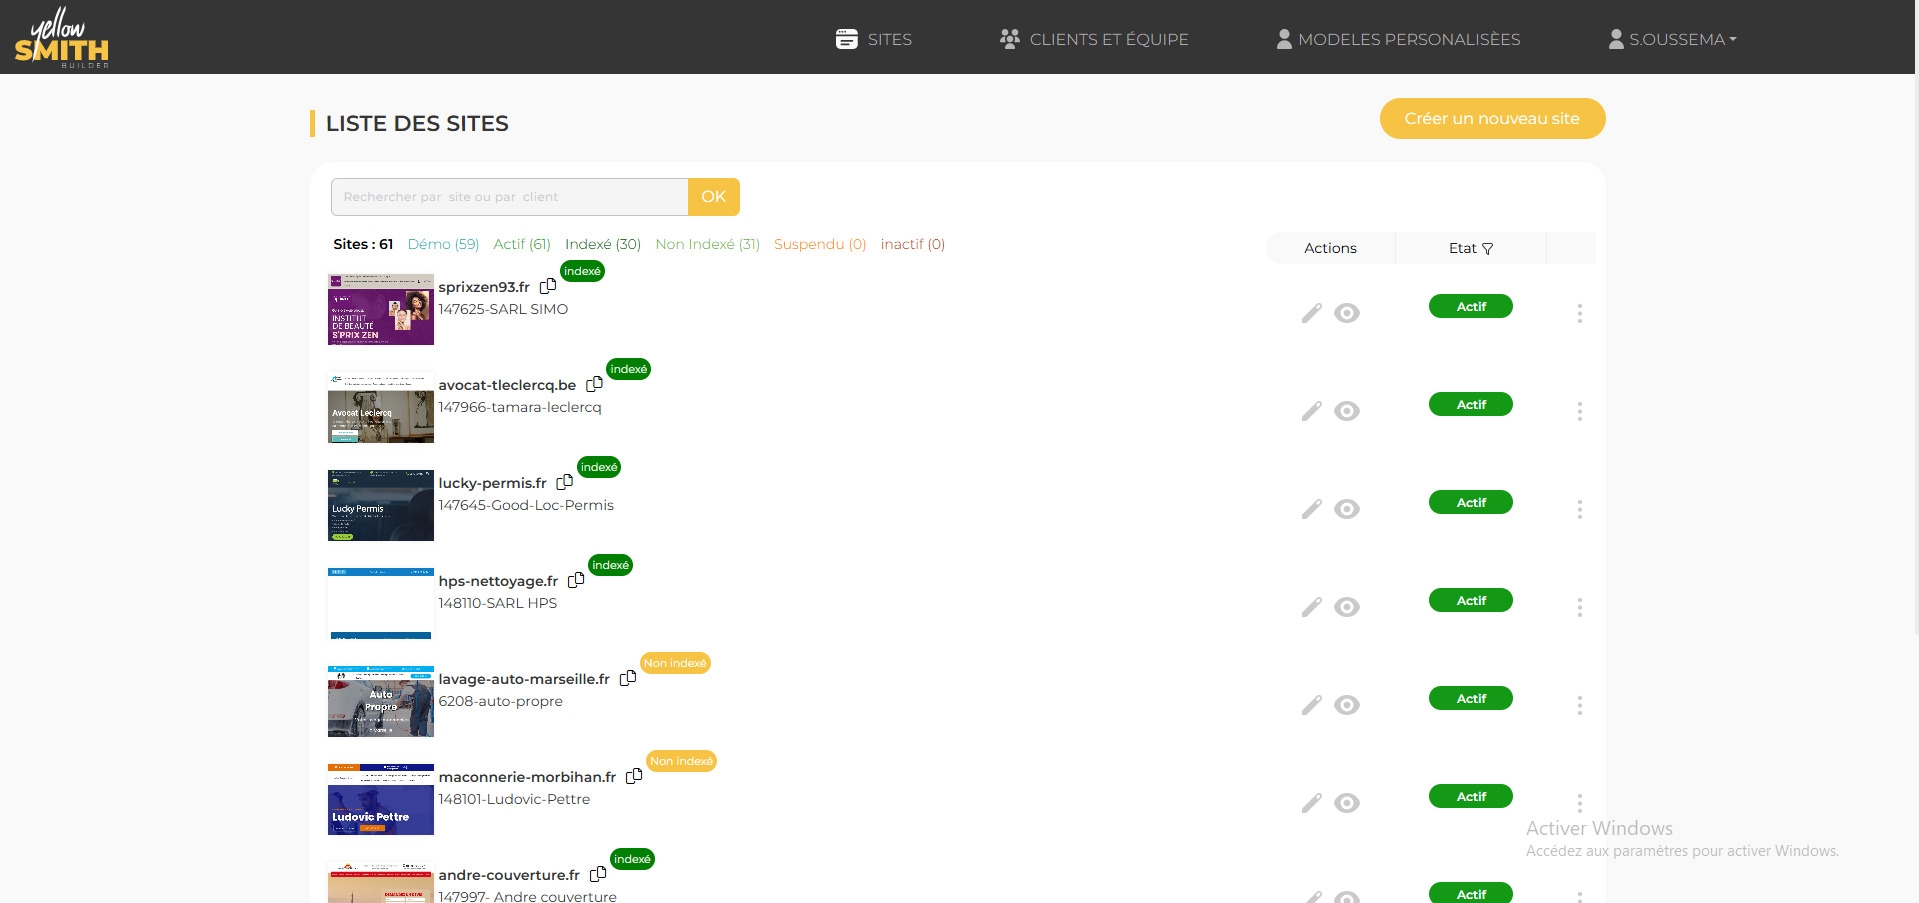 yellow
SMITH
BUILDER
SITES
CLIENTS ET ÉQUIPE
MODELES PERSONALISÈES
S.OUSSEMA
LISTE DES SITES
Créer un nouveau site
Rechercher par site ou par client
OK
Sites : 61 Démo (59) Actif (61) Indexé (30) Non Indexé (31) Suspendu (0) inactif (0)
Actions
Etat
indexé
sprixzen93.fr
147625-SARL SIMO
Actif
INSTITUT
DE BEAUTÉ
S'PRIX ZEN
indexé
avocat-tleclercq.be
147966-tamara-leclercq
Actif
Avocat Leclercq
indexé
lucky-permis.fr
147645-Good-Loc-Permis
Actif
Lucky Permis
indexé
hps-nettoyage.fr
148110-SARL HPS
Actif
Non indexé
lavage-auto-marseille.fr
6208-auto-propre
Actif
Auto
Propre
Non indexé
maconnerie-morbihan.fr
148101-Ludovic-Pettre
Actif
Ludovic Pettre
indexé
andre-couverture.fr
147997- Andre couverture
Actif
Activer Windows
Accédez aux paramètres pour activer Windows.